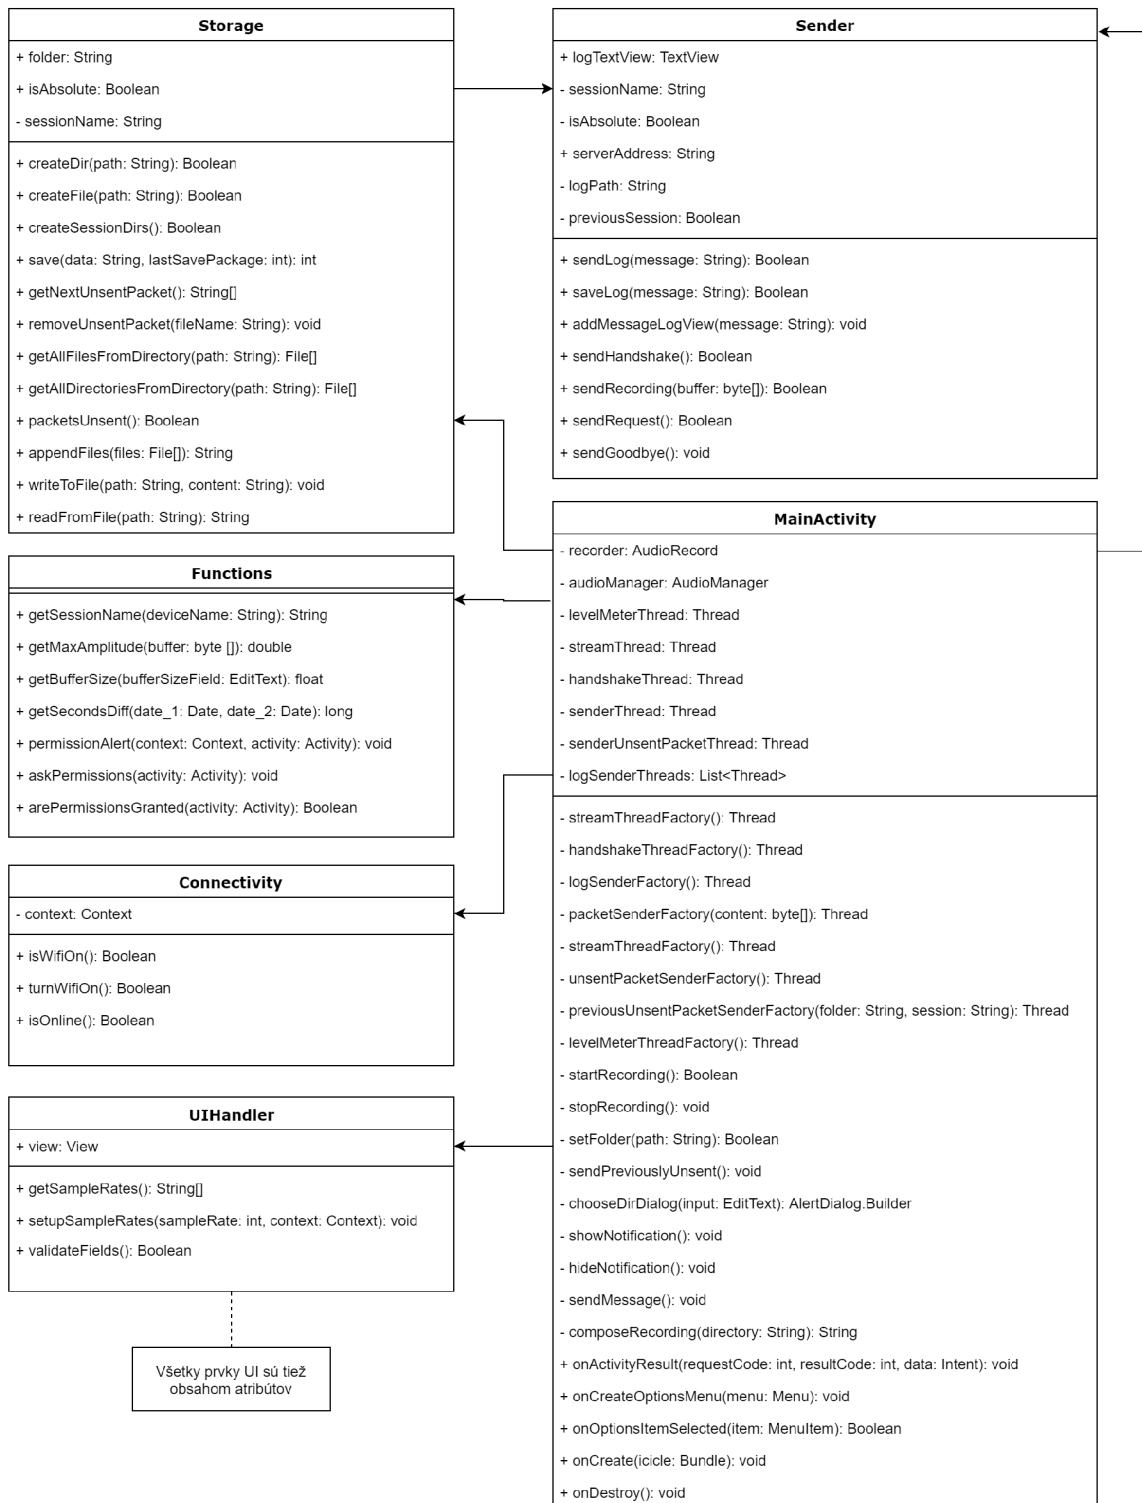 Storage
+ folder: String
+ isAbsolute: Boolean
- sessionName: String
+ createDir(path: String): Boolean
+ createFile(path: String): Boolean
+ createSessionDirs(): Boolean
+ save(data: String, lastSavePackage: int): int
+ getNextUnsentPacket(): String[]
+ removeUnsentPacket(fileName: String): void
+ getAllFilesFromDirectory(path: String): File[]
+ getAllDirectoriesFromDirectory(path: String): File[]
+ packetsUnsent(): Boolean
+ appendFiles(files: File[]): String
+ writeToFile(path: String, content: String): void
+ readFromFile(path: String): String
Functions
+ getSessionName(deviceName: String): String
+ getMaxAmplitude(buffer: byte []): double
+ getBufferSize(bufferSizeField: EditText): float
+ getSecondsDiff(date_1: Date, date_2: Date): long
+ permissionAlert(context: Context, activity: Activity): void
+ askPermissions(activity: Activity): void
+ arePermissionsGranted(activity: Activity): Boolean
Connectivity
- context: Context
+ isWifiOn(): Boolean
+ turnWifiOn(): Boolean
+ isOnline(): Boolean
UIHandler
+ view: View
+ getSampleRates(): String[]
+ setupSampleRates(sampleRate: int, context: Context): void
+ validateFields(): Boolean
Všetky prvky UI sú tiež
obsahom atribútov
Sender
+ logTextView: TextView
- sessionName: String
- isAbsolute: Boolean
+ serverAddress: String
- logPath: String
- previousSession: Boolean
+ sendLog(message: String): Boolean
+ saveLog(message: String): Boolean
+ addMessageLogView(message: String): void
+ sendHandshake(): Boolean
+ sendRecording(buffer: byte[]): Boolean
+ sendRequest(): Boolean
+ sendGoodbye(): void
MainActivity
- recorder: AudioRecord
- audioManager: AudioManager
- levelMeterThread: Thread
- streamThread: Thread
- handshakeThread: Thread
- senderThread: Thread
- senderUnsentPacketThread: Thread
- logSenderThreads: List<Thread>
- streamThreadFactory(): Thread
- handshakeThreadFactory(): Thread
- logSenderFactory(): Thread
- packetSenderFactory(content: byte[]): Thread
- streamThreadFactory(): Thread
- unsentPacketSenderFactory(): Thread
- previousUnsentPacketSenderFactory(folder: String, session: String): Thread
- levelMeterThreadFactory(): Thread
- startRecording(): Boolean
- stopRecording(): void
- setFolder(path: String): Boolean
- sendPreviouslyUnsent(): void
- chooseDirDialog(input: EditText): AlertDialog.Builder
- showNotification(): void
- hideNotification(): void
- sendMessage(): void
- composeRecording(directory: String): String
+ onActivityResult(requestCode: int, resultCode: int, data: Intent): void
+ onCreateOptionsMenu(menu: Menu): void
+ onOptionsItemSelected(item: MenuItem): Boolean
+ onCreate(icicle: Bundle): void
+ onDestroy(): void